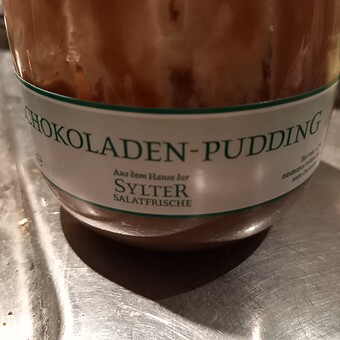 CHOKOLADEN-PUDDING
Aus dem Hause der
SYLTER
SALATFRISCHE